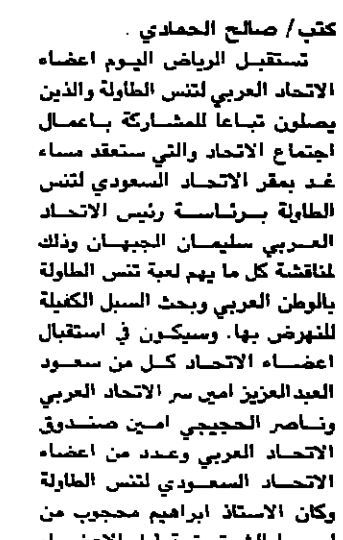 كتب/ صالح الحمادي .
تستقبل الرياض اليوم اعضاء
الاتحاد العربي لتنس الطاولة والذين
يصلون تباعا للمشاركة باعمال
اجتماع الاتحاد والتي ستعقد مساء
غد بمقر الاتحاد السعودي لتنس
الطاولة برئاسة رئيس الاتحاد
العربي سليمان الجبهان وذلك
لمناقشة كل ما يهم لعبة تنس الطاولة
بالوطن العربي وبحث السبل الكفيلة
للنهوض بها. وسيكون في استقبال
اعضاء الاتحاد كل من سعود
العبدالعزيز امين سر الاتحاد العربي
وناصر الحجيجي امين صندوق
الاتحاد العربي وعدد من اعضاء
الاتحاد السعودي لتنس الطاولة
وكان الاستاذ ابراهيم محجوب من